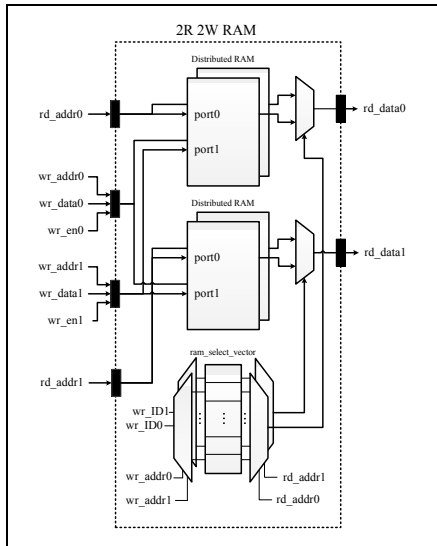 2R 2W RAM
Distributed RAM
rd_addr0
port0
rd_data0
port1
wr_addr0
wr_data0
wr_en0
Distributed RAM
wr_addr1
wr_data1
wr_en1
port0
rd_data1
port1
rd_addr1
ram_select_vector
wr_ID1
wr_ID0
wr_addr0
rd_addr1
wr_addr1
rd_addr0